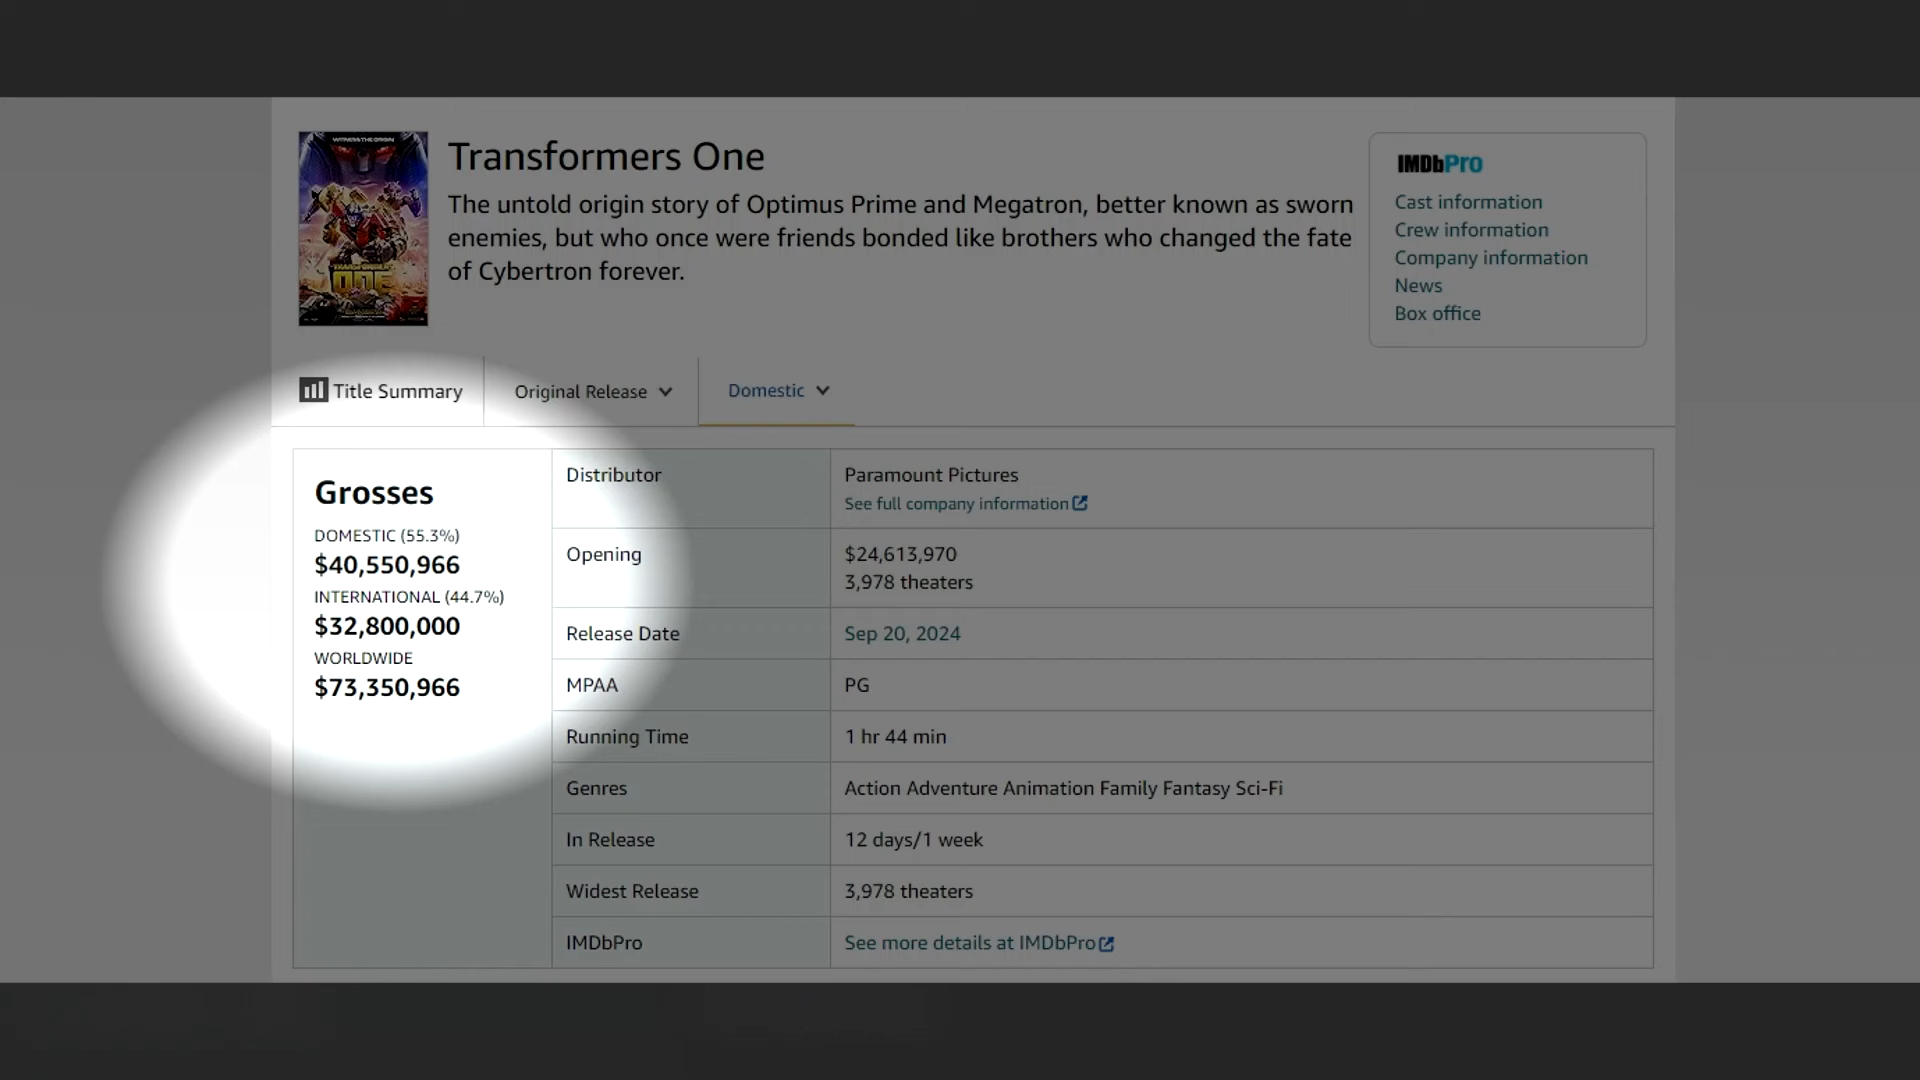 WITNESS THE ORIGIN
TRANSFORMERS
ONE
Transformers One
The untold origin story of Optimus Prime and Megatron, better known as sworn
enemies, but who once were friends bonded like brothers who changed the fate
of Cybertron forever.
IMDbPro
Cast information
Crew information
Company information
News
Box office
Title Summary
Original Release
Domestic
Grosses
DOMESTIC (55.3%)
$40,550,966
INTERNATIONAL (44.7%)
$32,800,000
WORLDWIDE
$73,350,966
Distributor
Paramount Pictures
See full company information
Opening
$24,613,970
3,978 theaters
Release Date
Sep 20, 2024
MPAA
PG
Running Time
1 hr 44 min
Genres
Action Adventure Animation Family Fantasy Sci-Fi
In Release
12 days/1 week
Widest Release
3,978 theaters
IMDbPro
See more details at IMDbPro